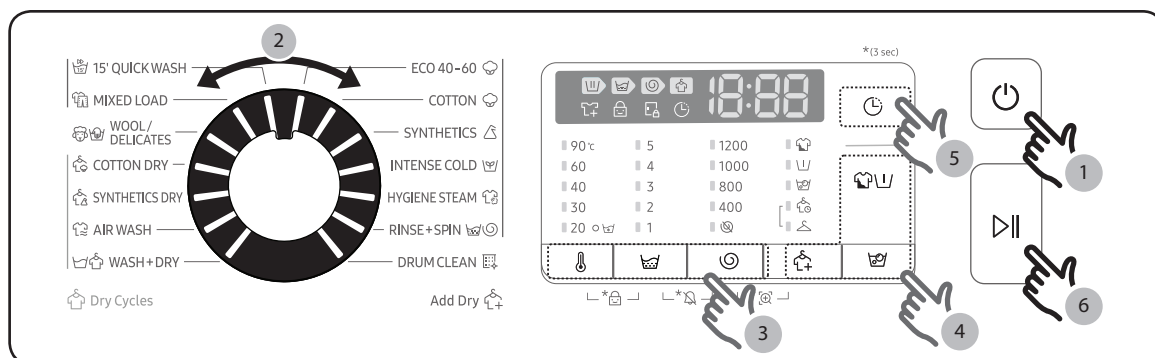 2
15' QUICK WASH
MIXED LOAD
WOOL /
DELICATES
COTTON DRY
SYNTHETICS DRY
AIR WASH
WASH+DRY
Dry Cycles
ECO 40-60
COTTON
SYNTHETICS
INTENSE COLD
HYGIENE STEAM
RINSE+SPIN
DRUM CLEAN
Add Dry
*(3 sec)
18:88
90℃ 5 1200
60 4 1000
40 3 800
30 2 400
20 1
*
*
3
4
5
1
6